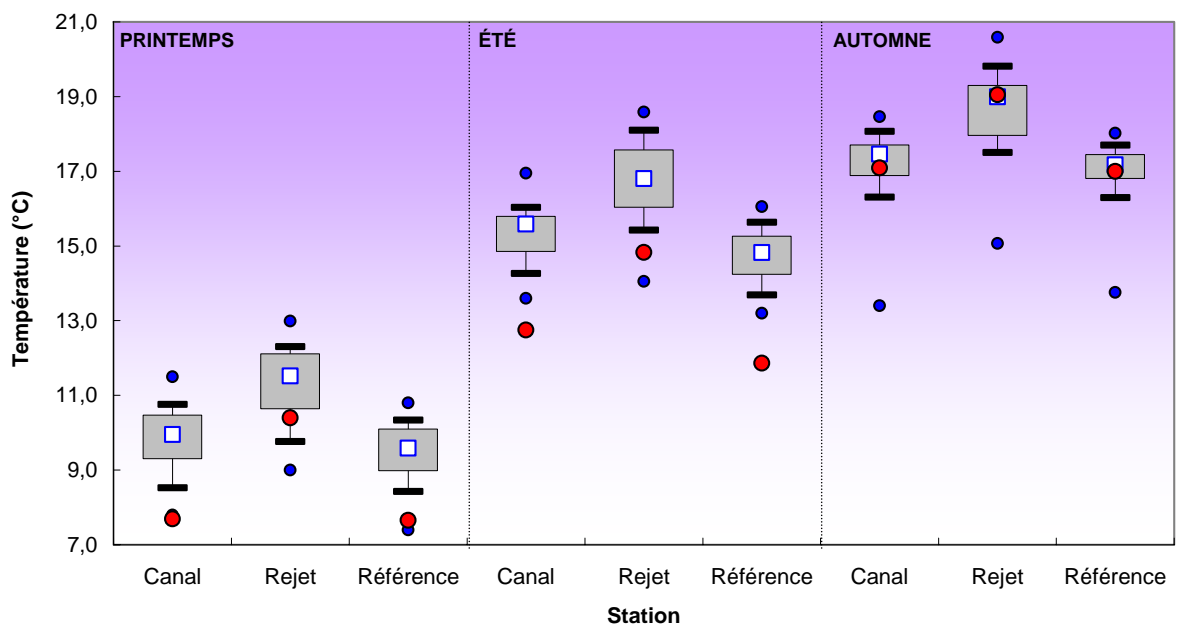 PRINTEMPS
ÉTÉ
AUTOMNE
21,0
19,0
17,0
15,0
13,0
11,0
9,0
7,0
Température (°C)
Canal
Rejet
Référence
Canal
Rejet
Référence
Canal
Rejet
Référence
Station